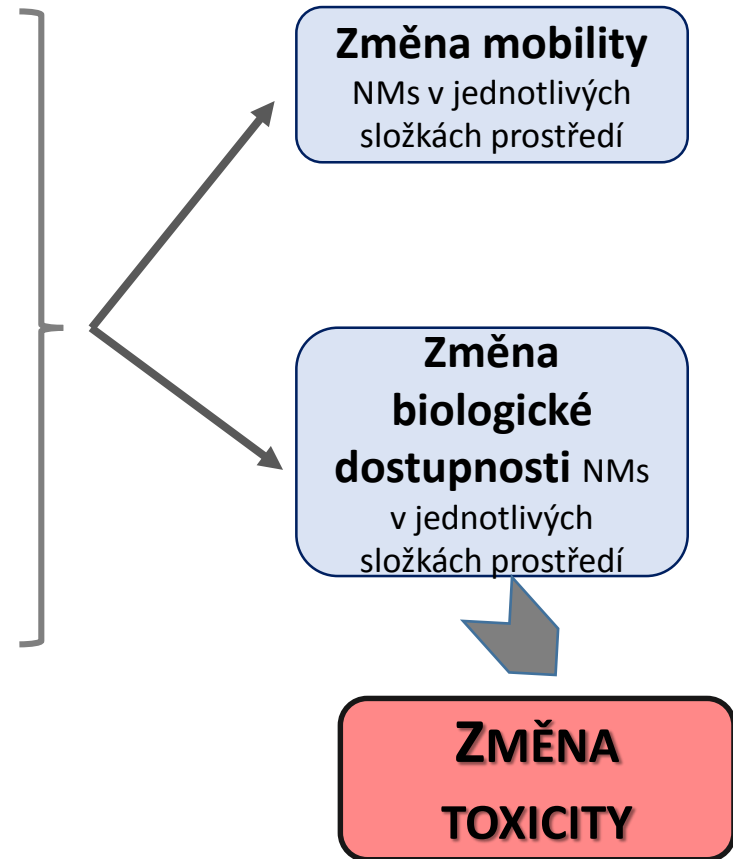 Změna mobility
NMs v jednotlivých
složkách prostředí
Změna
biologické
dostupnosti NMs
v jednotlivých
složkách prostředí
ZMĚNA
TOXICITY